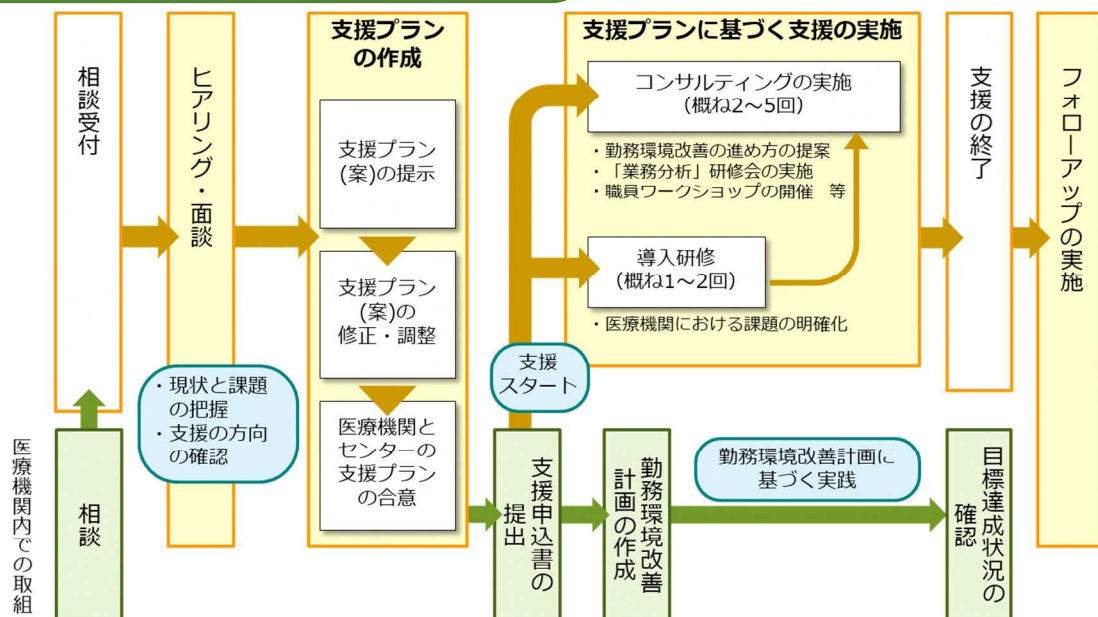 相談受付
ヒアリング・面談
支援プラン
の作成
支援プラン
(案)の提示
支援プラン
(案)の
修正・調整
医療機関と
センターの
支援プラン
の合意
支援プランに基づく支援の実施
コンサルティングの実施
（概ね2～5回）
・勤務環境改善の進め方の提案
・「業務分析」研修会の実施
・職員ワークショップの開催　等
導入研修
（概ね1～2回）
・医療機関における課題の明確化
支援の終了
フォローアップの実施
・現状と課題
の把握
・支援の方向
の確認
支援
スタート
医療機関内での取組
相談
支援申込書の
提出
勤務環境改善
計画の作成
勤務環境改善計画に
基づく実践
目標達成状況の
確認